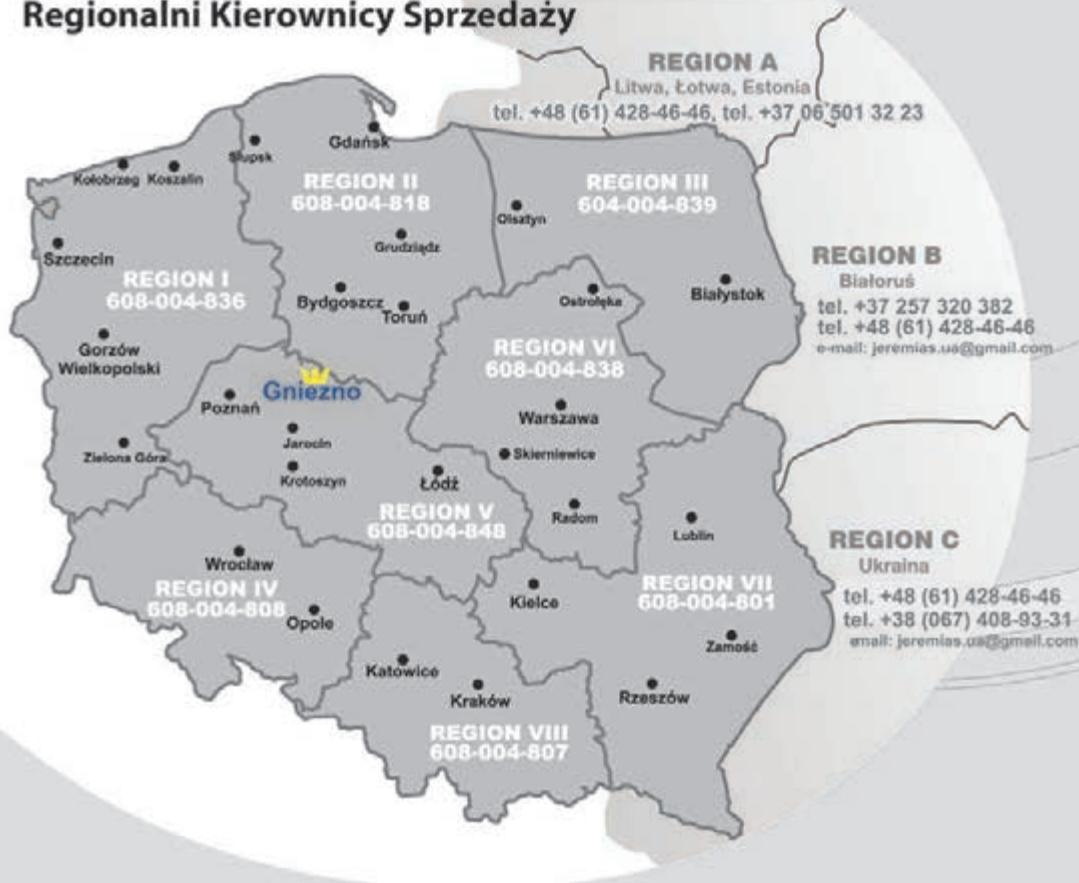 Regionalni Kierownicy Sprzedaży
REGION A
Litwa, Łotwa, Estonia
tel. +48 (61) 428-46-46, tel. +37 06 501 32 23
Gdańsk
Słupsk
Kołobrzeg
Koszalin
REGION II
608-004-818
REGION III
604-004-839
Olsztyn
Grudziądz
Szczecin
REGION I
608-004-836
REGION B
Białoruś
tel. +37 257 320 382
tel. +48 (61) 428-46-46
e-mail: jeremias.ua@gmail.com
Bydgoszcz
Toruń
Ostrołęka
Białystok
Gorzów
Wielkopolski
REGION VI
608-004-838
Gniezno
Poznań
Warszawa
Jarocin
Zielona Góra
Skierniewice
Krotoszyn
Łódź
REGION V
608-004-848
Radom
Lublin
REGION C
Ukraina
tel. +48 (61) 428-46-46
tel. +38 (067) 408-93-31
email: jeremias.ua@gmail.com
Wrocław
REGION IV
608-004-808
Opole
Kielce
REGION VII
608-004-801
Zamość
Katowice
Kraków
Rzeszów
REGION VIII
608-004-807